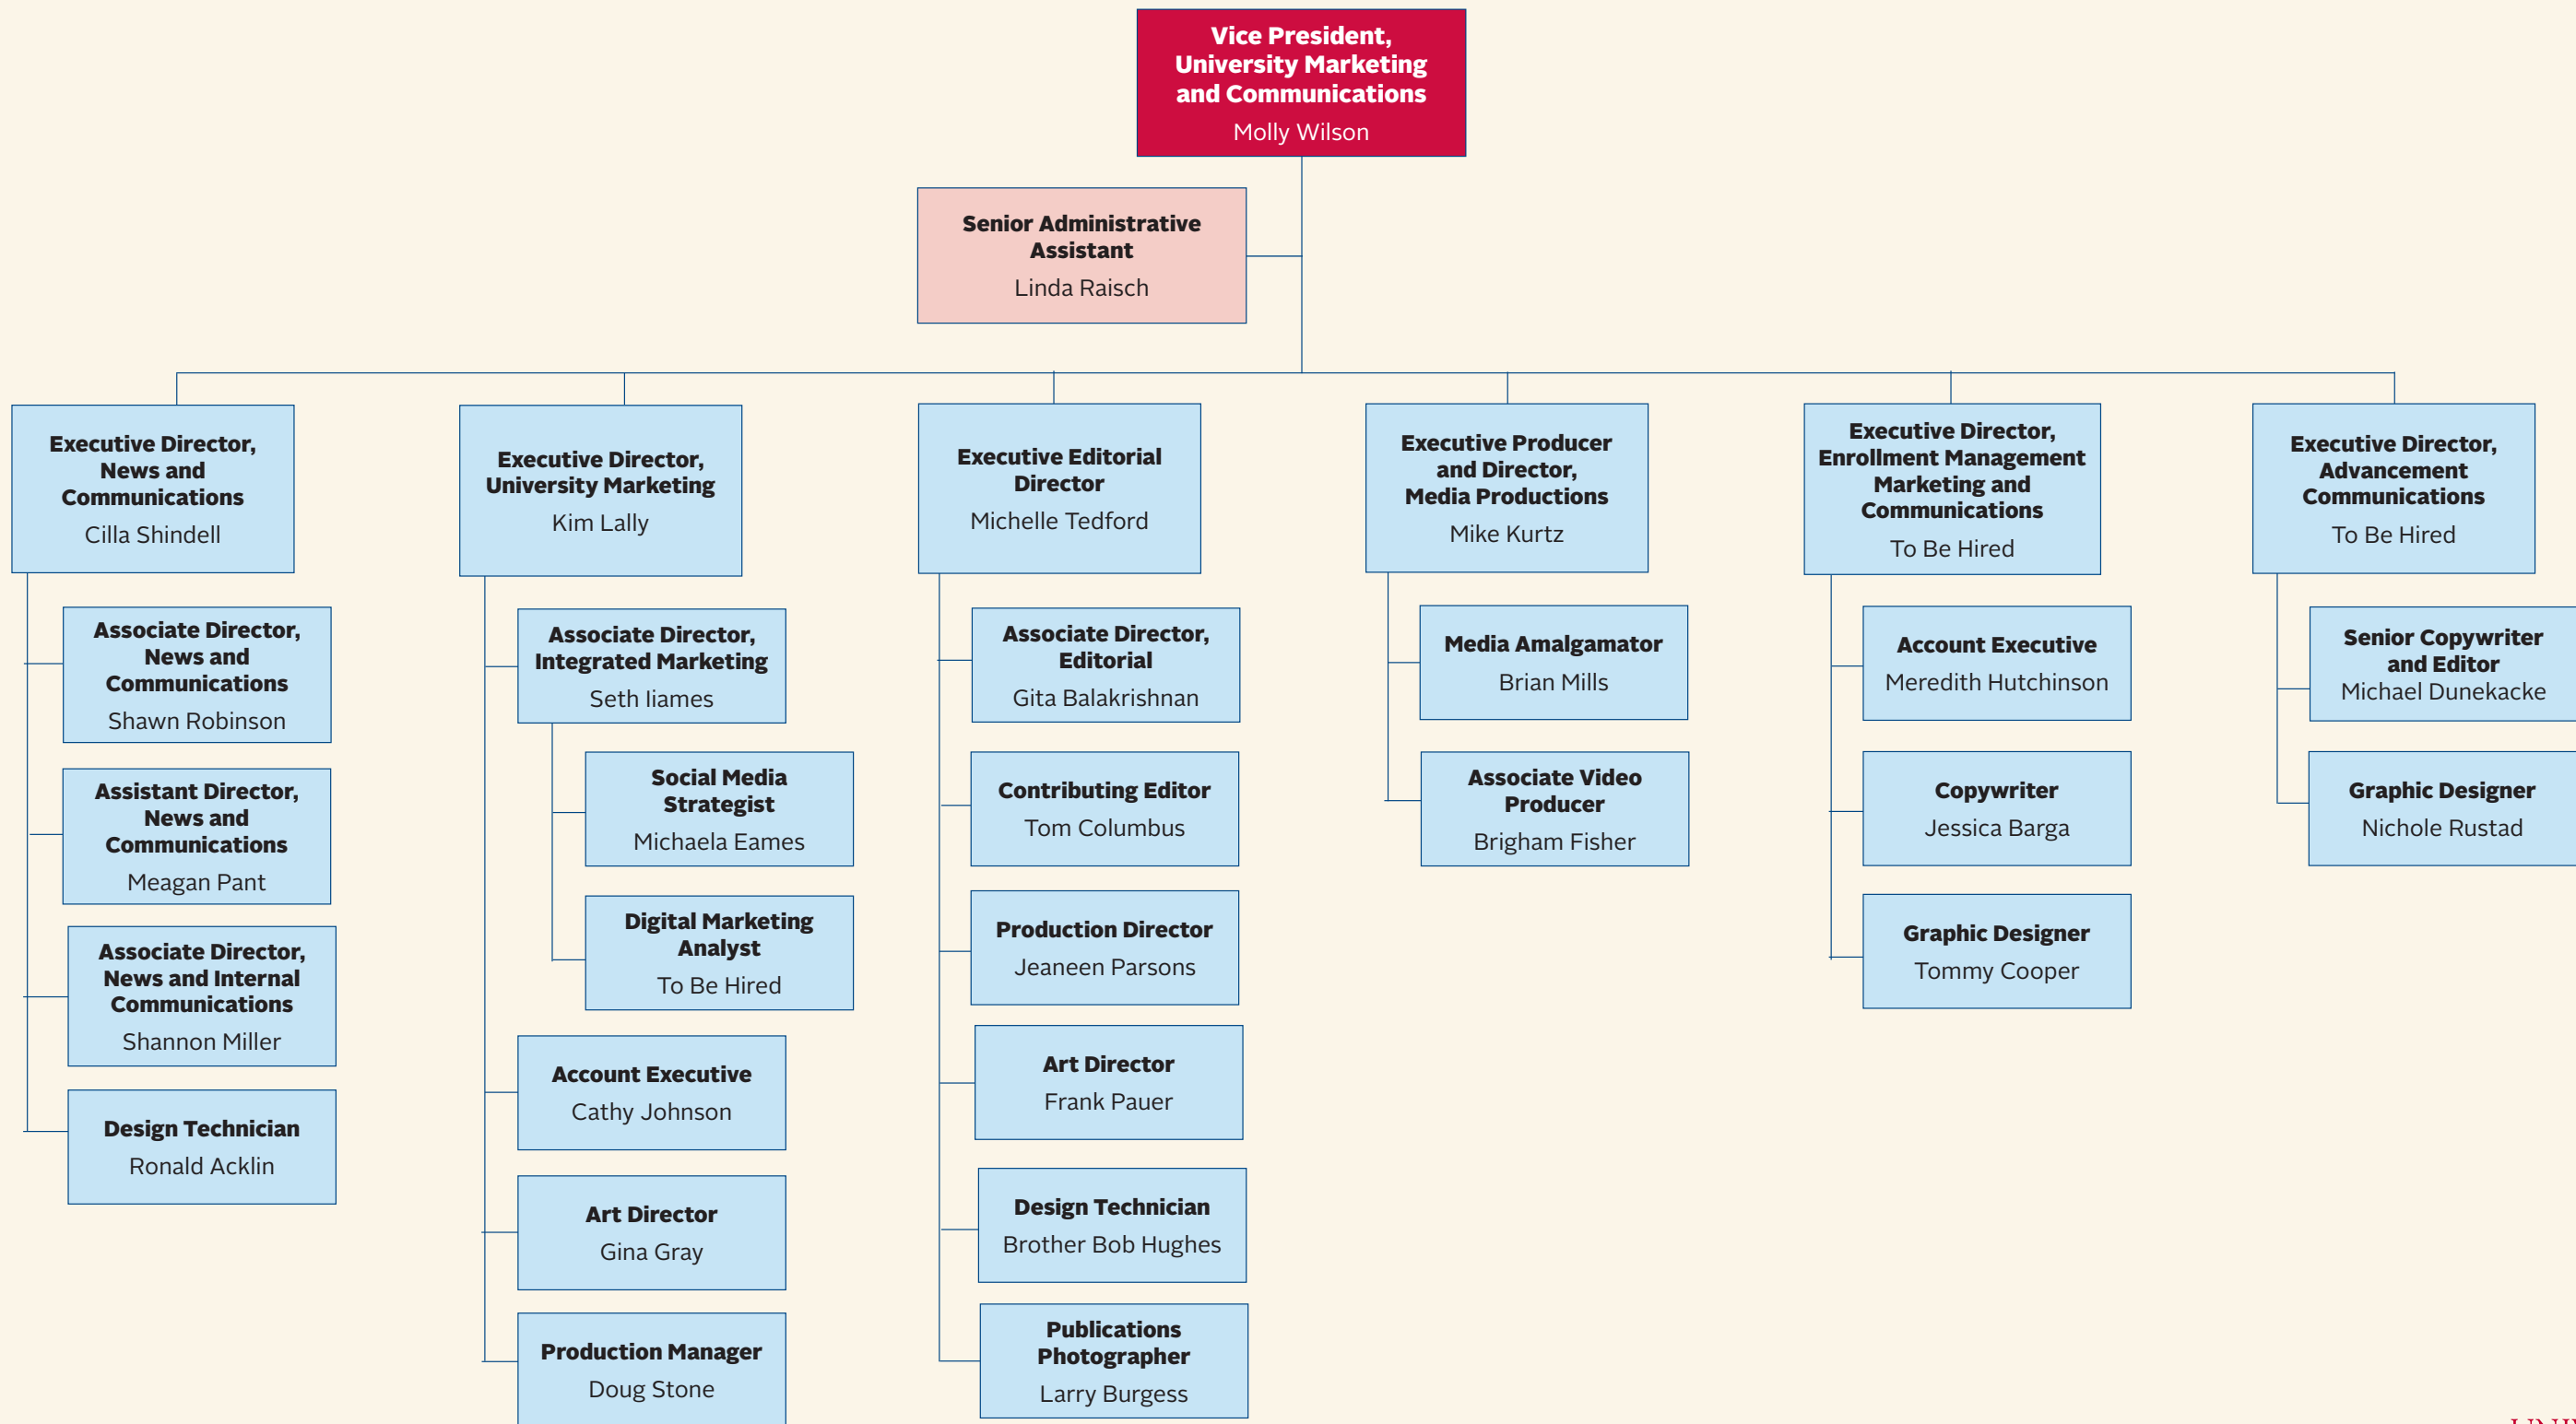 Vice President,
University Marketing
and Communications
Molly Wilson
Senior Administrative
Assistant
Linda Raisch
Executive Director,
News and
Communications
Cilla Shindell
Associate Director,
News and
Communications
Shawn Robinson
Assistant Director,
News and
Communications
Meagan Pant
Associate Director,
News and Internal
Communications
Shannon Miller
Design Technician
Ronald Acklin
Executive Director,
University Marketing
Kim Lally
Associate Director,
Integrated Marketing
Seth Iiames
Social Media
Strategist
Michaela Eames
Digital Marketing
Analyst
To Be Hired
Account Executive
Cathy Johnson
Art Director
Gina Gray
Production Manager
Doug Stone
Executive Editorial
Director
Michelle Tedford
Associate Director,
Editorial
Gita Balakrishnan
Contributing Editor
Tom Columbus
Production Director
Jeaneen Parsons
Art Director
Frank Pauer
Design Technician
Brother Bob Hughes
Publications
Photographer
Larry Burgess
Executive Producer
and Director,
Media Productions
Mike Kurtz
Media Amalgamator
Brian Mills
Associate Video
Producer
Brigham Fisher
Executive Director,
Enrollment Management
Marketing and
Communications
To Be Hired
Account Executive
Meredith Hutchinson
Copywriter
Jessica Barga
Graphic Designer
Tommy Cooper
Executive Director,
Advancement
Communications
To Be Hired
Senior Copywriter
and Editor
Michael Dunekacke
Graphic Designer
Nichole Rustad